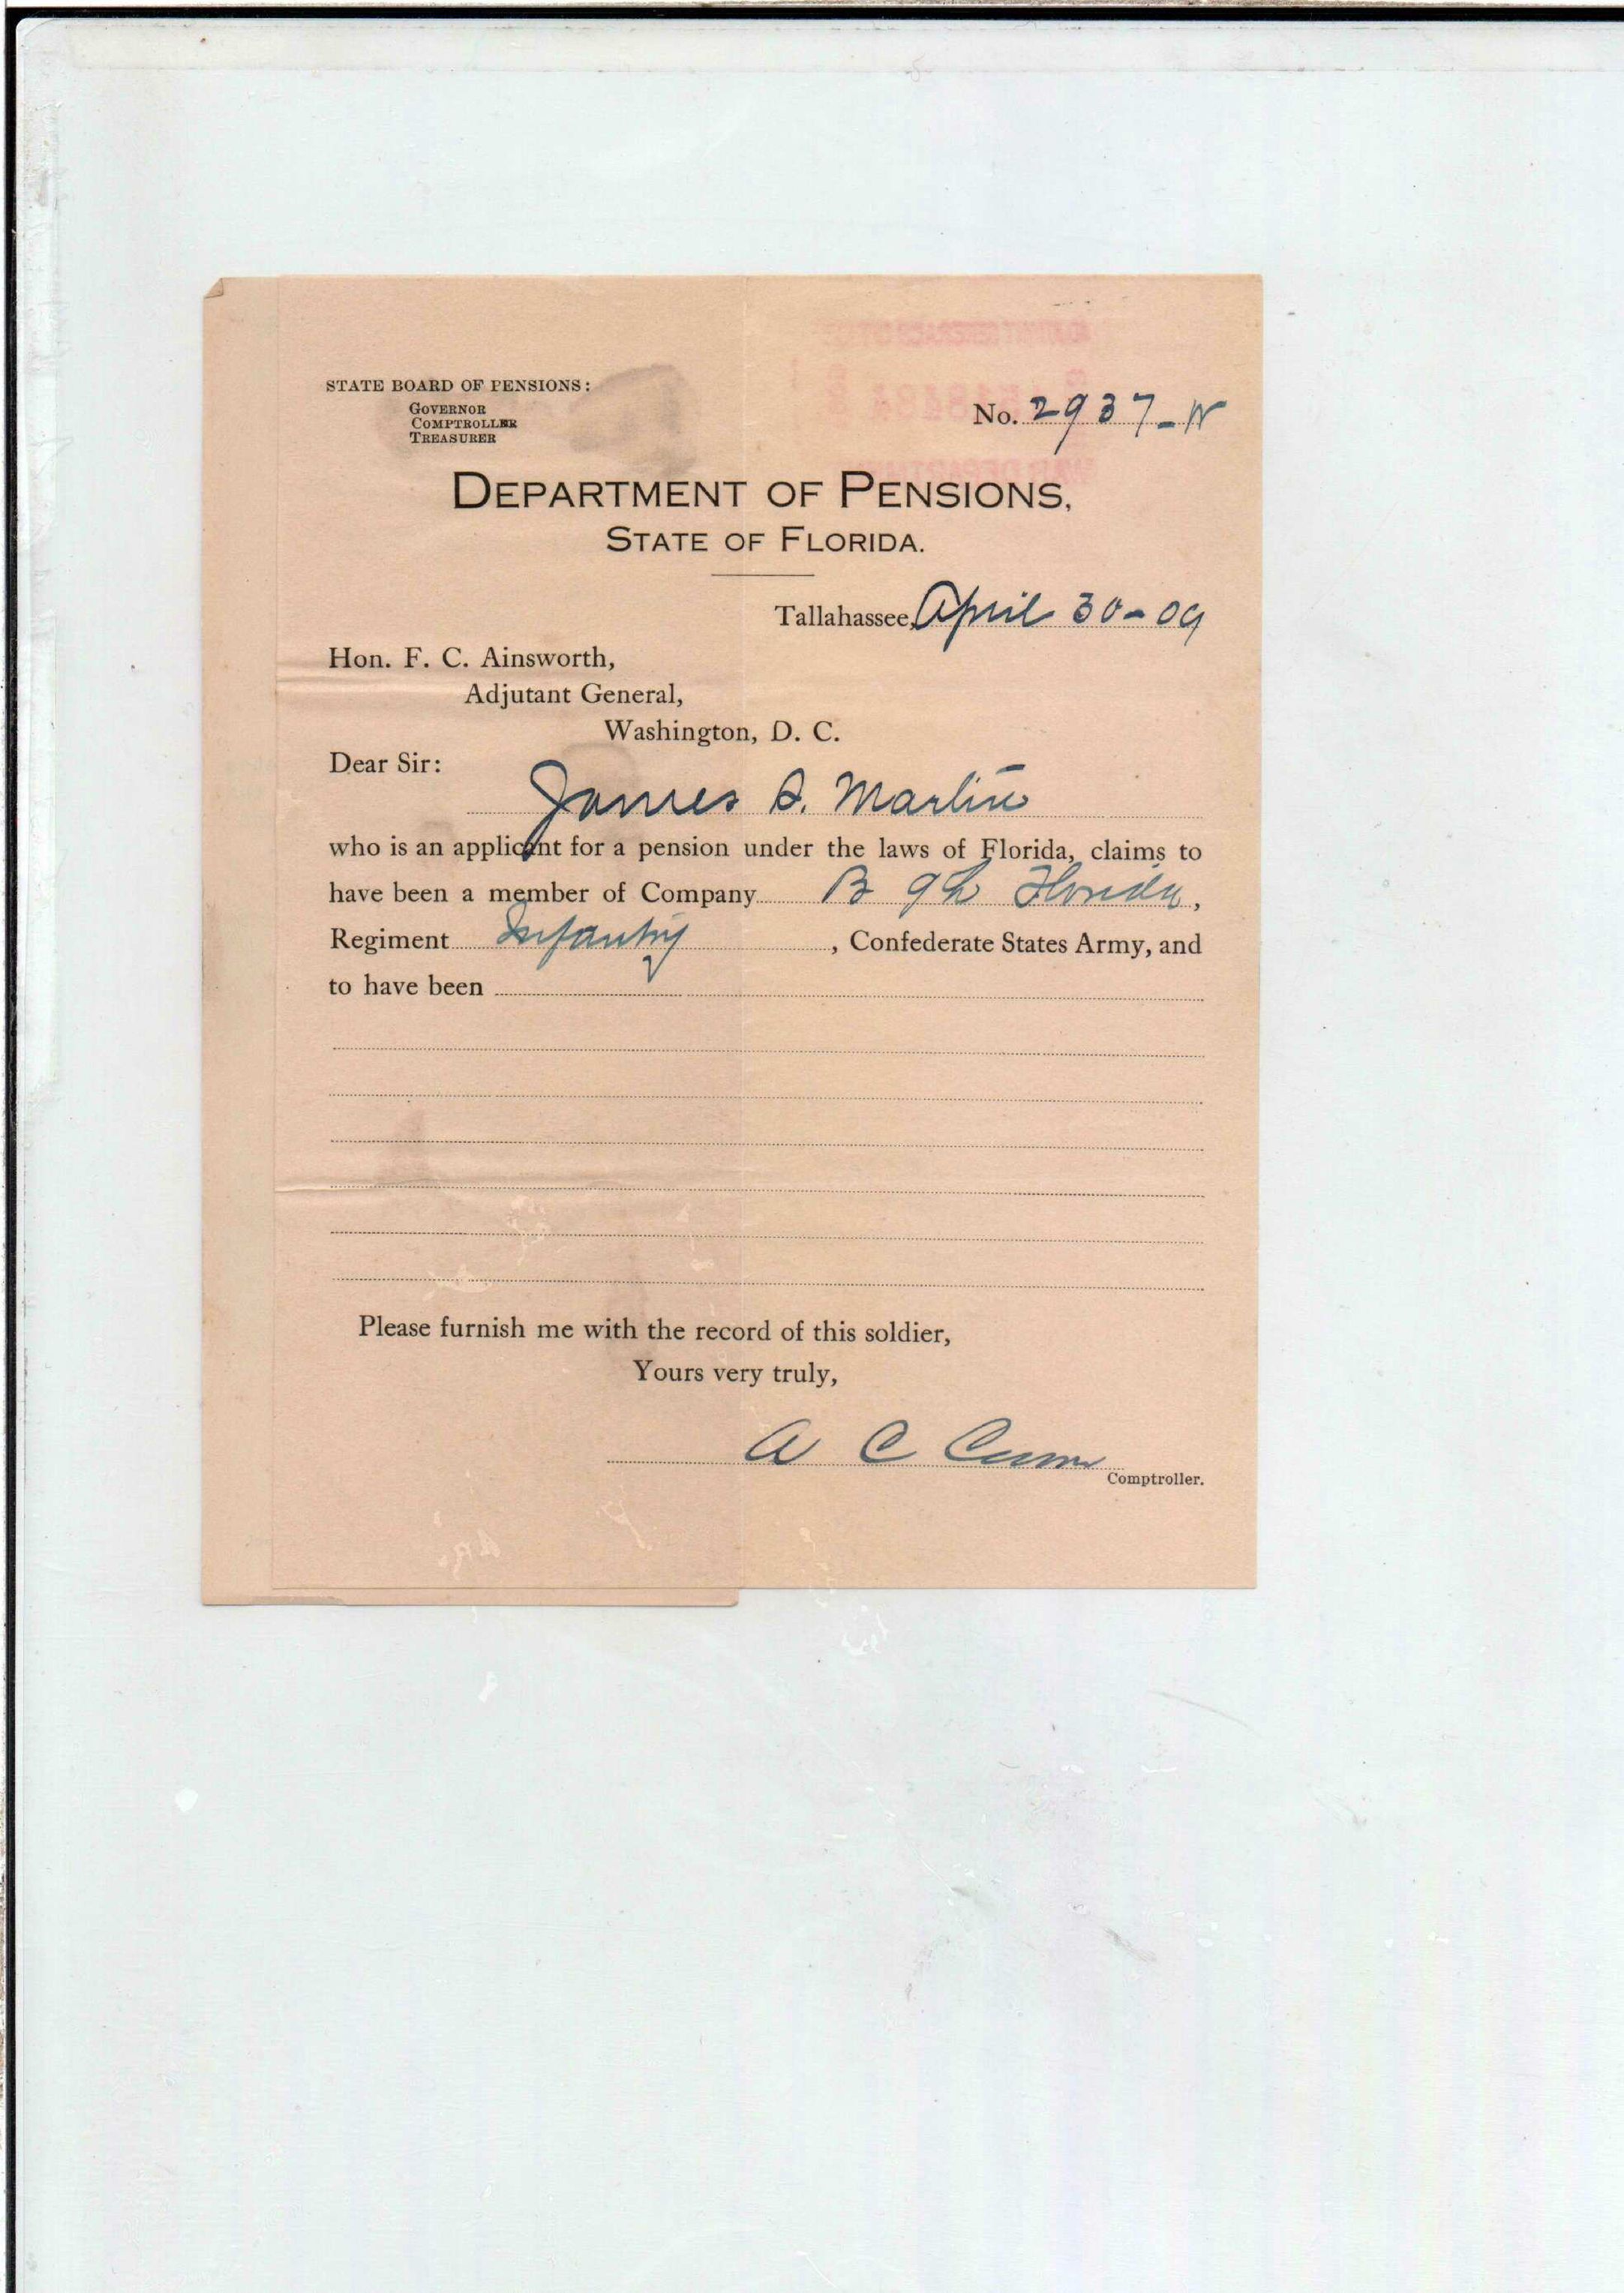 STATE BOARD OF PENSIONS:
GOVERNOR
COMPTROLLER
TREASURER
No. 2937-W
DEPARTMENT OF PENSIONS,
STATE OF FLORIDA.
Tallahassee, April 30-09
Hon. F. C. Ainsworth,
Adjutant General,
Washington, D. C.
Dear Sir:
James S. Martin
who is an applicant for a pension under the laws of Florida, claims to
have been a member of Company B 9th Florida,
Regiment Infantry, Confederate States Army, and
to have been
Please furnish me with the record of this soldier,
Yours very truly,
A C Croom
Comptroller.